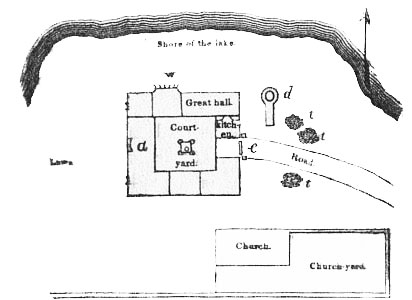 Shore of the lake.
w
Great hall.
d
Court-
kitch-
en.
t
t
a
yard.
c
Road
Lawn
t
Church.
Church-yard.